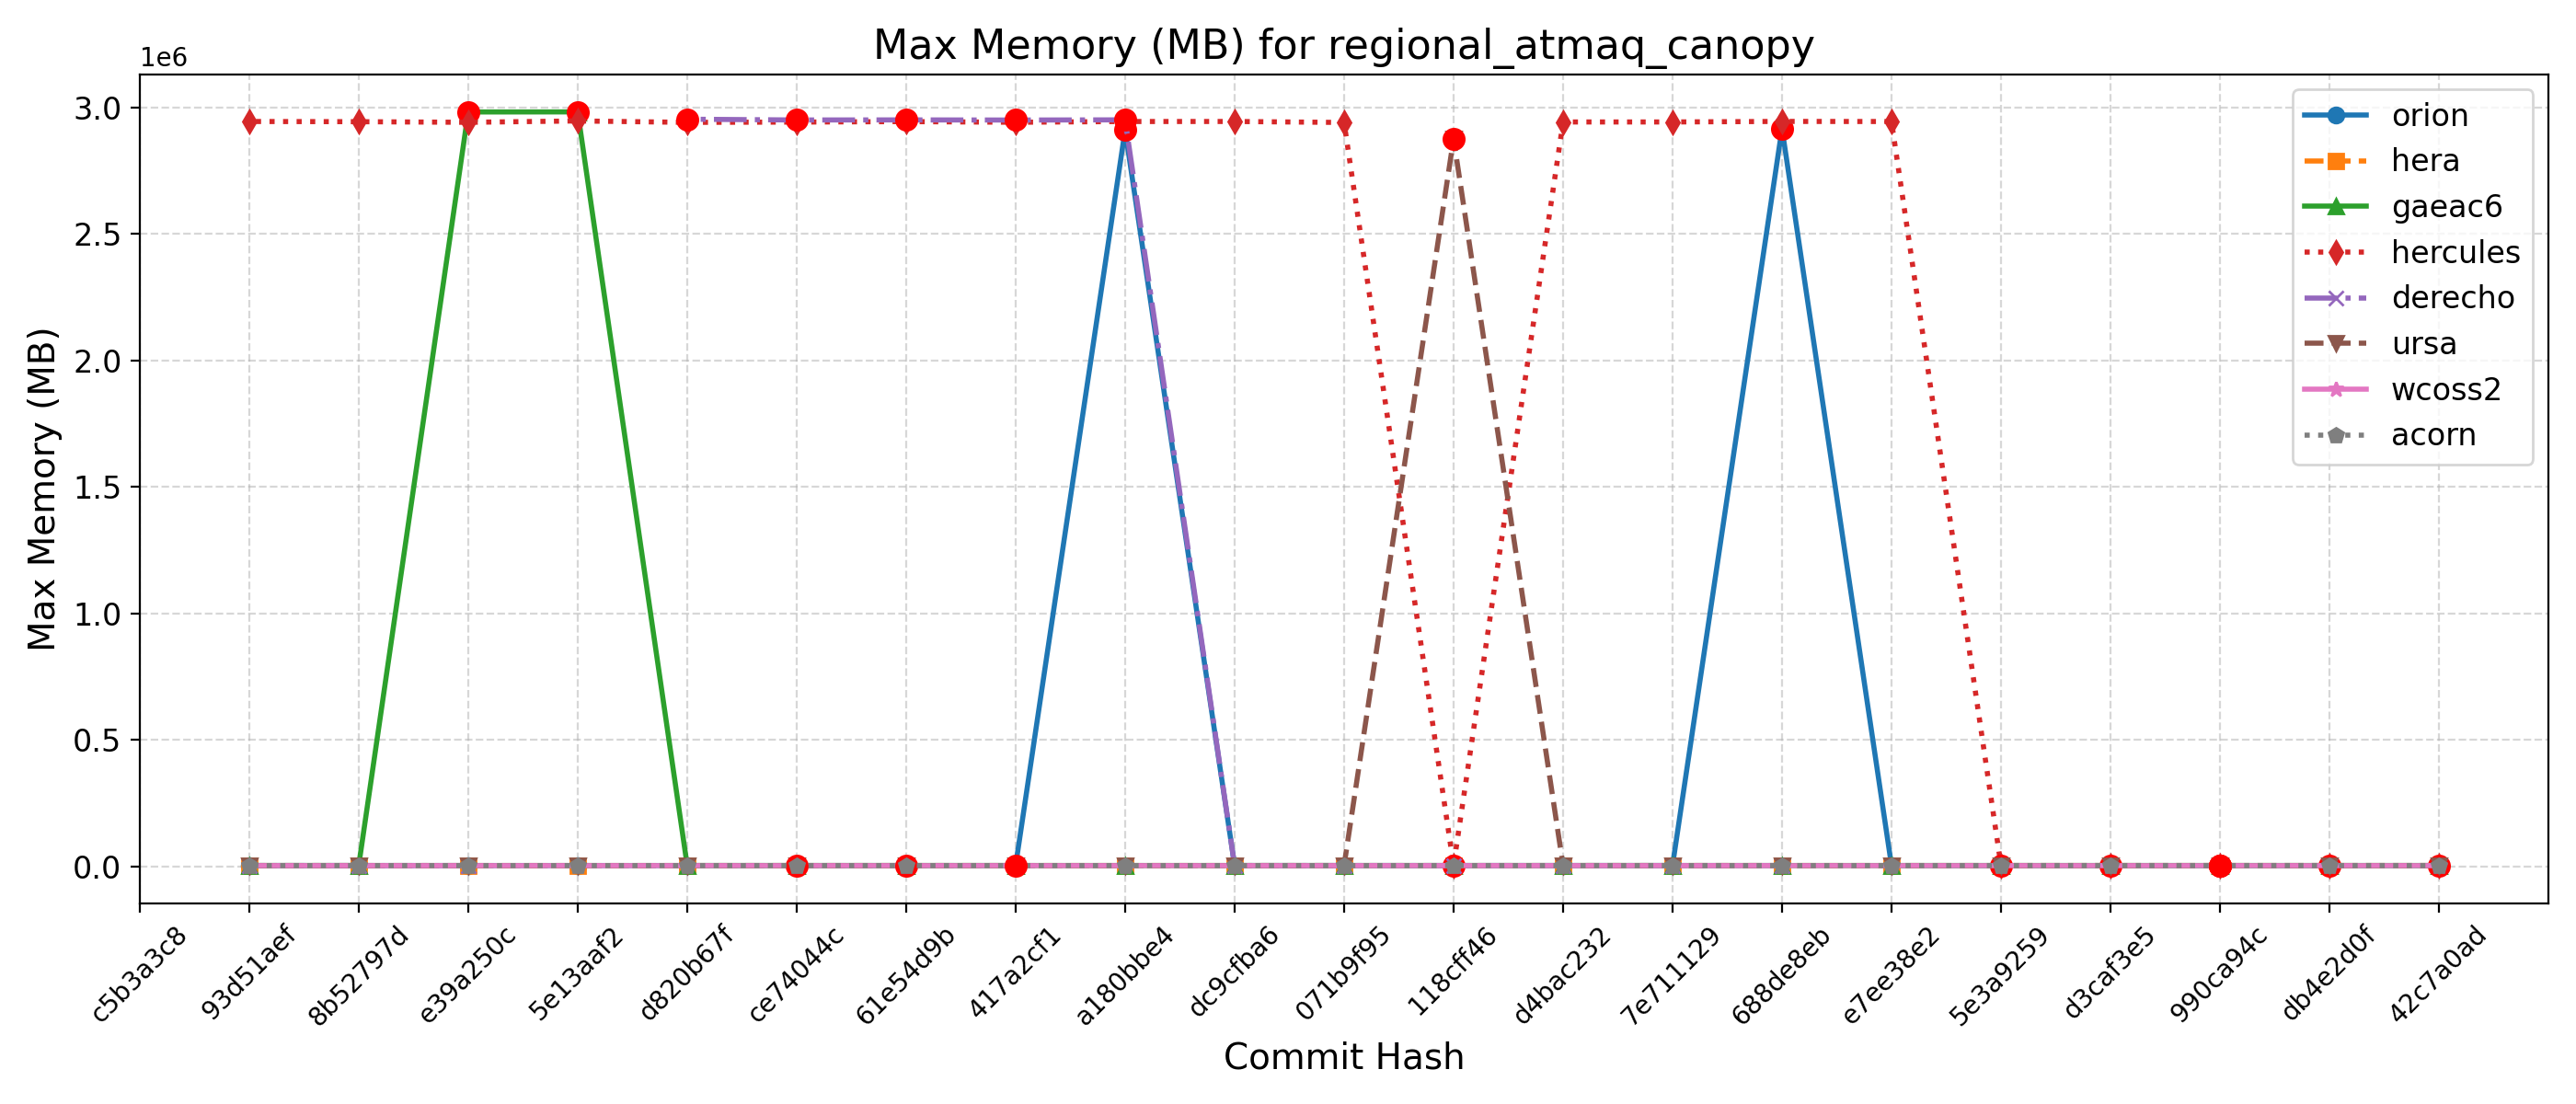 Max Memory (MB) for regional_atmaq_canopy
1e6
3.0
2.5
2.0
1.5
1.0
0.5
0.0
Max Memory (MB)
orion
hera
gaeac6
hercules
derecho
ursa
wcoss2
acorn
c5b3a3c8
93d51aef
8b52797d
e39a250c
5e13aaf2
d820b67f
ce74044c
61e54d9b
417a2cf1
a180bbe4
dc9cfba6
071b9f95
118cff46
d4bac232
7e711129
688de8eb
e7ee38e2
5e3a9259
d3caf3e5
990ca94c
db4e2d0f
42c7a0ad
Commit Hash